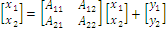 [x₁ x₂] = [A₁₁ A₁₂ A₂₁ A₂₂] [x₁ x₂] + [y₁ y₂]